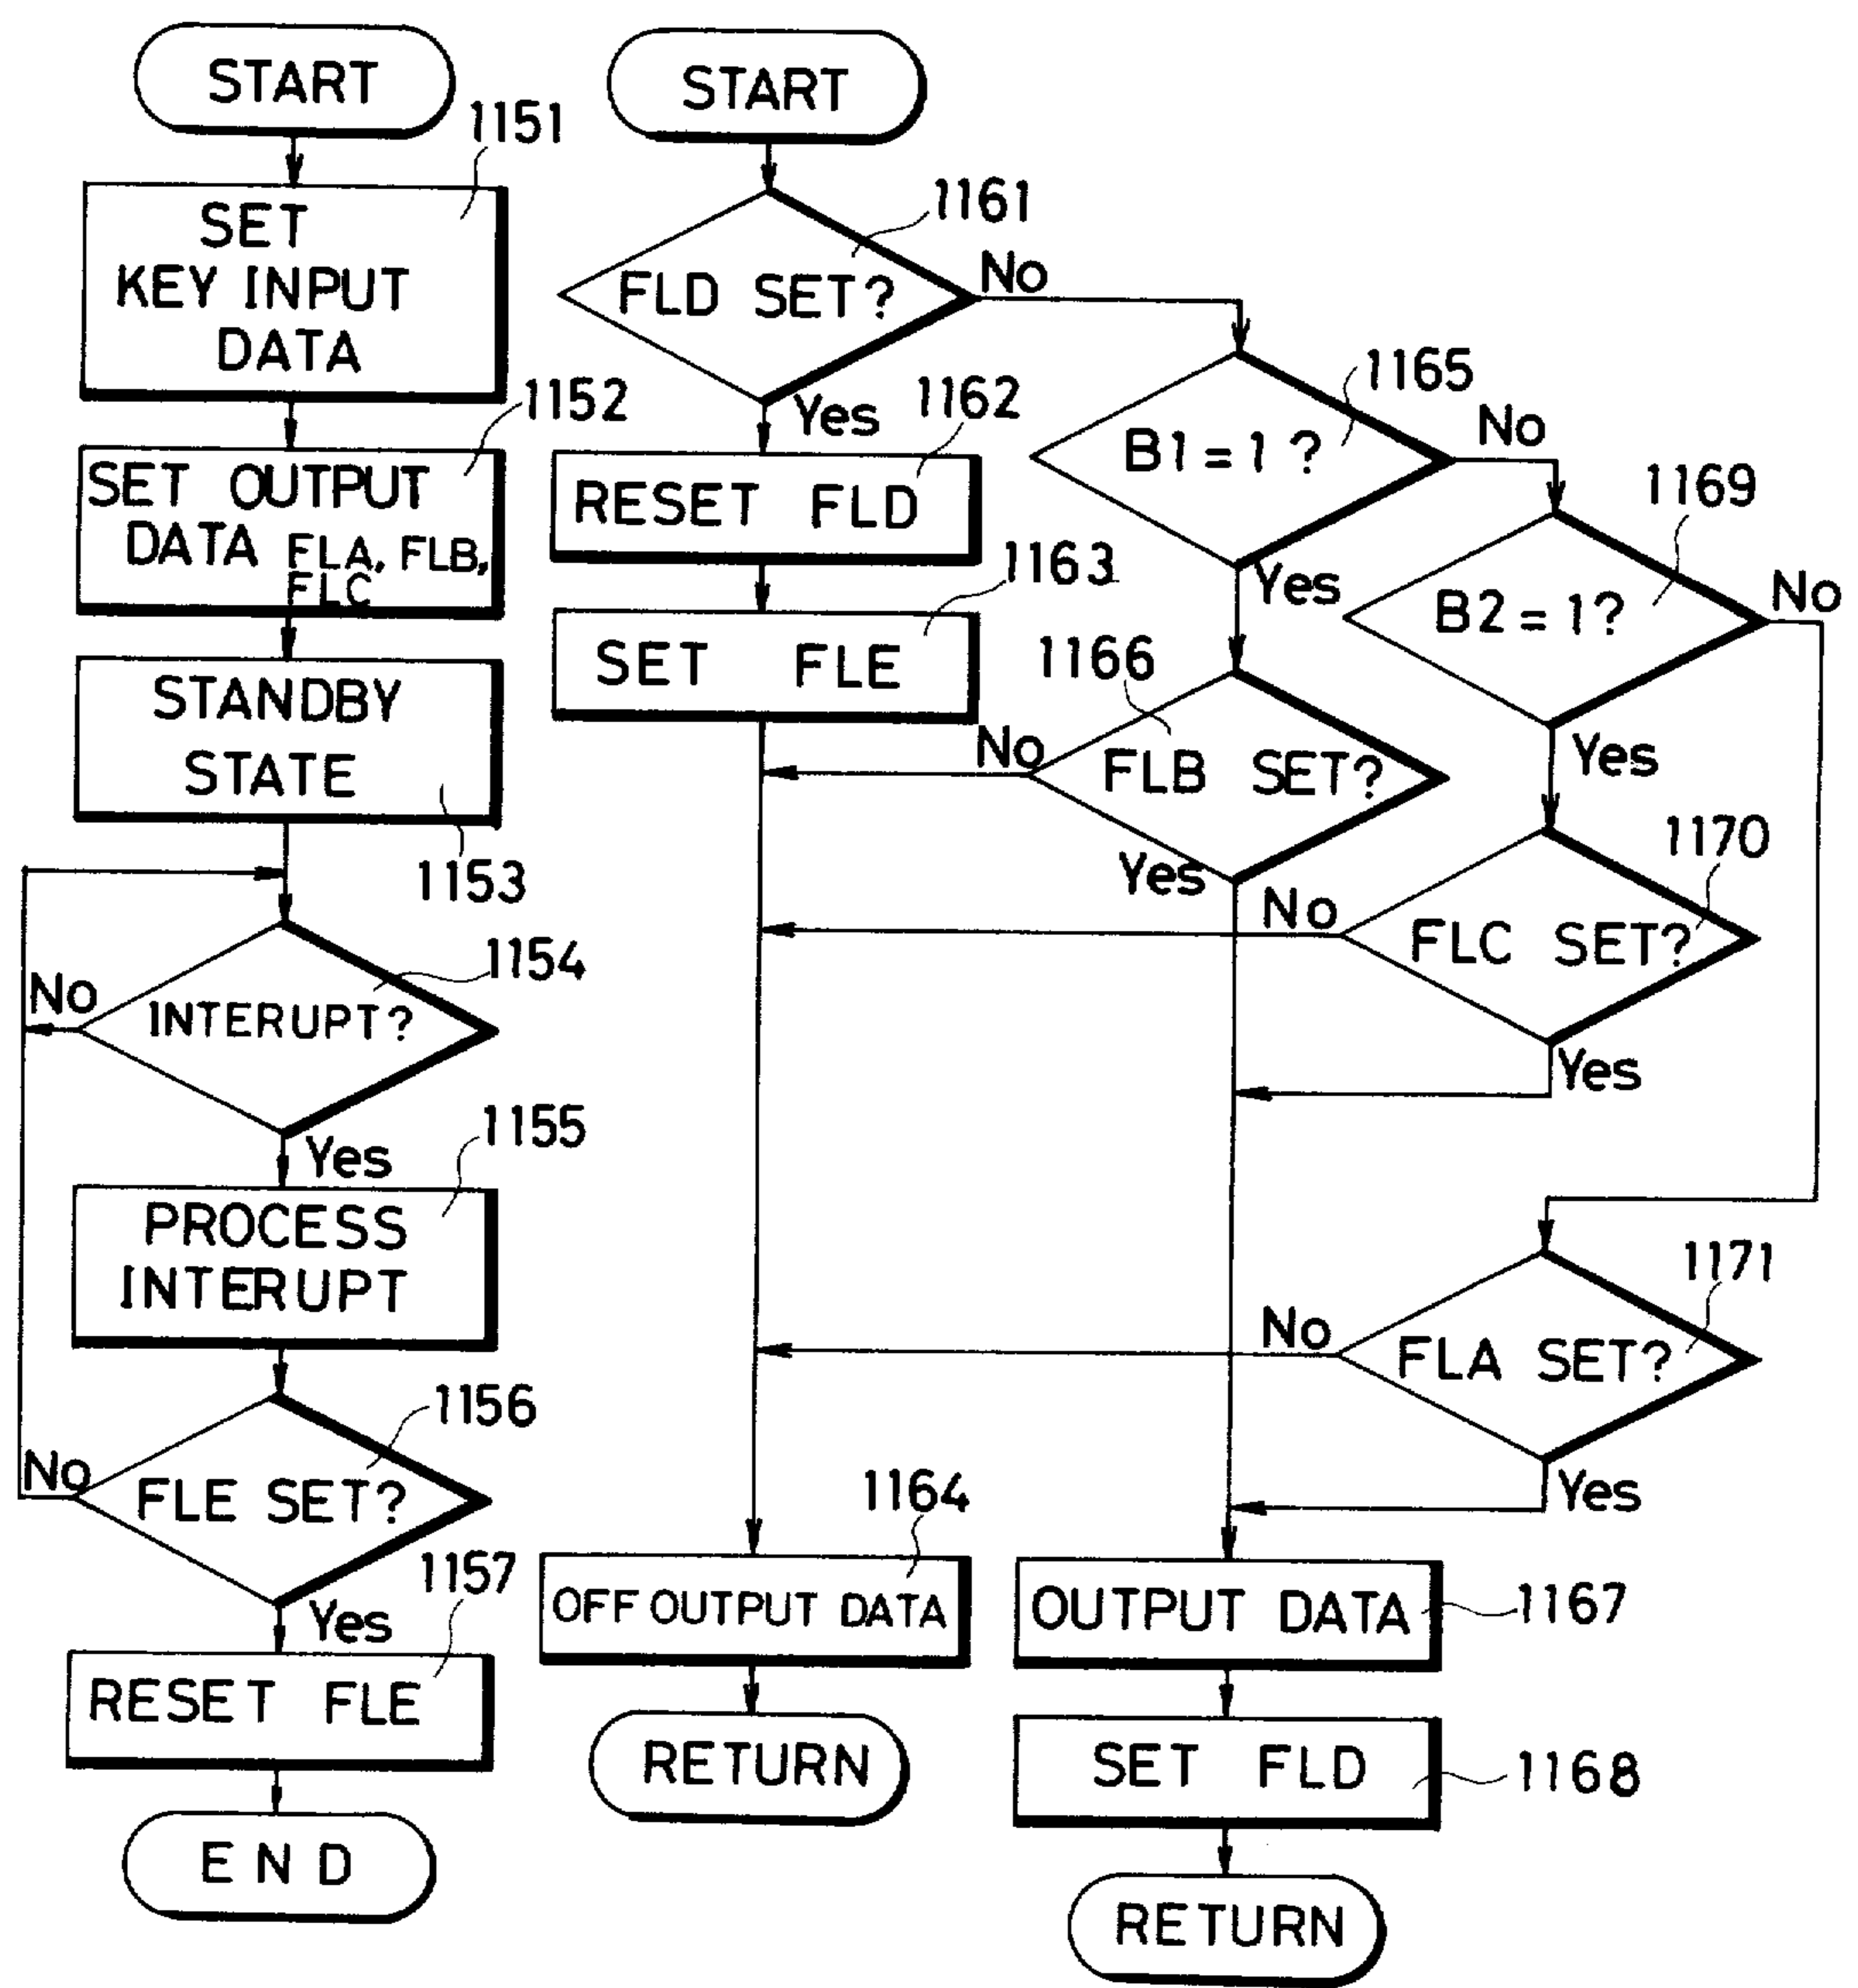 START
1151
SET
KEY INPUT
DATA
1152
SET OUTPUT
DATA FLA, FLB,
FLC
STANDBY
STATE
1153
1154
No
INTERUPT?
Yes
1155
PROCESS
INTERUPT
1156
No
FLE SET?
1157
Yes
RESET FLE
END
START
1161
FLD SET?
No
Yes
1162
RESET FLD
1163
SET FLE
1165
B1=1?
No
Yes
1169
B2=1?
No
Yes
1166
No
FLB SET?
Yes
1170
No
FLC SET?
Yes
1171
No
FLA SET?
Yes
1164
OFF OUTPUT DATA
RETURN
OUTPUT DATA
1167
SET FLD
1168
RETURN